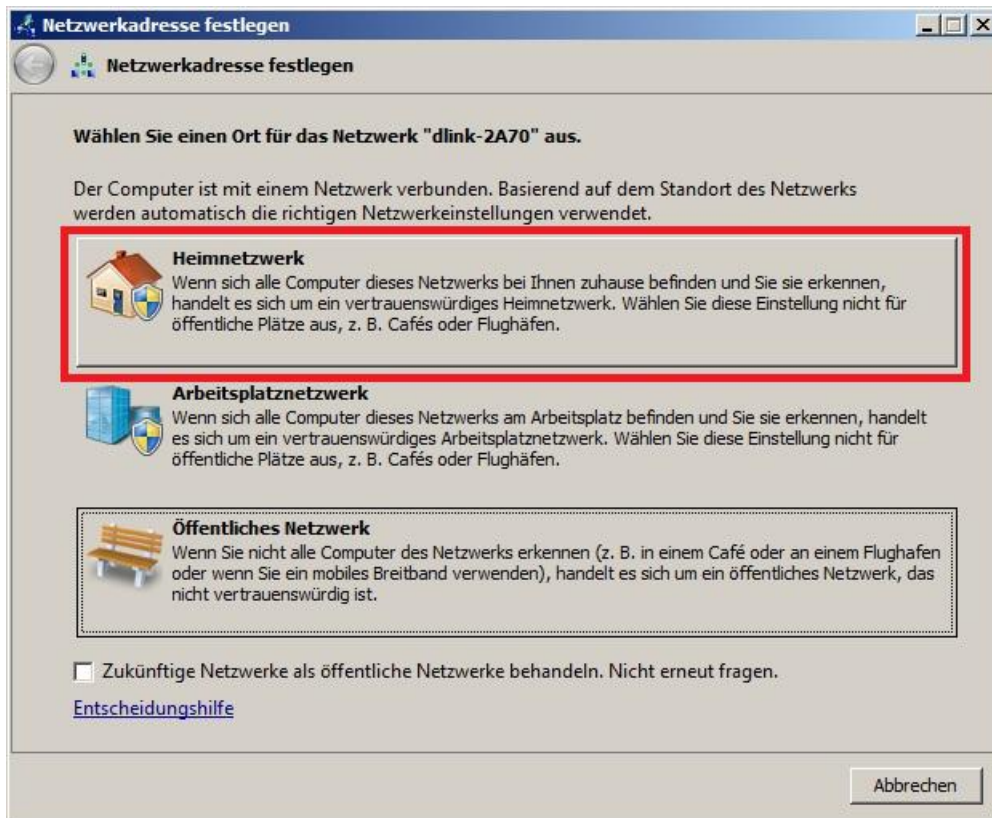 Netzwerkadresse festlegen
Netzwerkadresse festlegen
Wählen Sie einen Ort für das Netzwerk "dlink-2A70" aus.
Der Computer ist mit einem Netzwerk verbunden. Basierend auf dem Standort des Netzwerks
werden automatisch die richtigen Netzwerkeinstellungen verwendet.
Heimnetzwerk
Wenn sich alle Computer dieses Netzwerks bei Ihnen zuhause befinden und Sie sie erkennen,
handelt es sich um ein vertrauenswürdiges Heimnetzwerk. Wählen Sie diese Einstellung nicht für
öffentliche Plätze aus, z. B. Cafés oder Flughäfen.
Arbeitsplatznetzwerk
Wenn sich alle Computer dieses Netzwerks am Arbeitsplatz befinden und Sie sie erkennen, handelt
es sich um ein vertrauenswürdiges Arbeitsplatznetzwerk. Wählen Sie diese Einstellung nicht für
öffentliche Plätze aus, z. B. Cafés oder Flughäfen.
Öffentliches Netzwerk
Wenn Sie nicht alle Computer des Netzwerks erkennen (z. B. in einem Café oder an einem Flughafen
oder wenn Sie ein mobiles Breitband verwenden), handelt es sich um ein öffentliches Netzwerk, das
nicht vertrauenswürdig ist.
Zukünftige Netzwerke als öffentliche Netzwerke behandeln. Nicht erneut fragen.
Entscheidungshilfe
Abbrechen